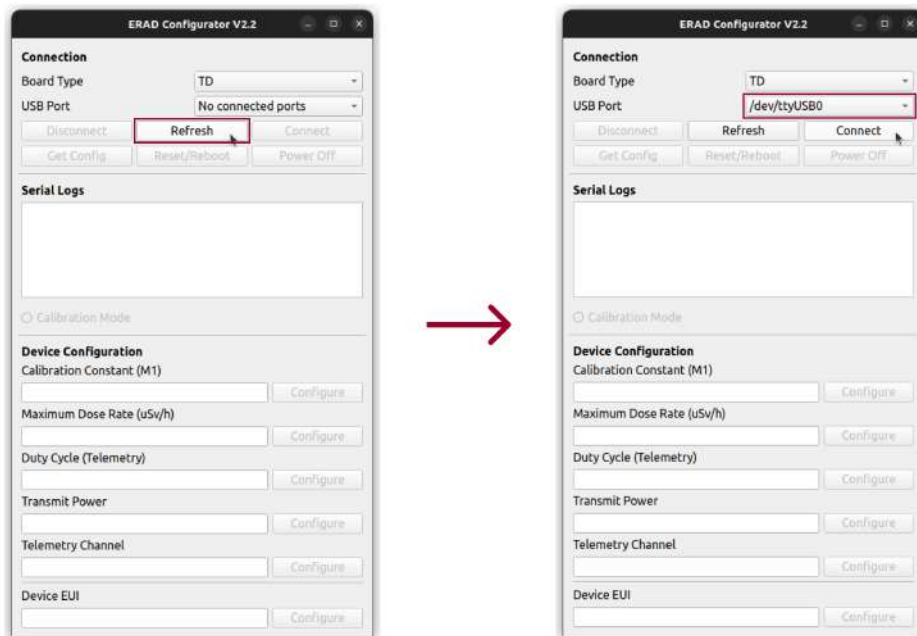 ERAD Configurator V2.2
Connection
Board Type TD
USB Port No connected ports
Disconnect Refresh Connect
Get Config Reset/Reboot Power Off
Serial Logs
Calibration Mode
Device Configuration
Calibration Constant (M1)
Configure
Maximum Dose Rate (uSv/h)
Configure
Duty Cycle (Telemetry)
Configure
Transmit Power
Configure
Telemetry Channel
Configure
Device EUI
Configure
ERAD Configurator V2.2
Connection
Board Type TD
USB Port /dev/ttyUSB0
Disconnect Refresh Connect
Get Config Reset/Reboot Power Off
Serial Logs
Calibration Mode
Device Configuration
Calibration Constant (M1)
Configure
Maximum Dose Rate (uSv/h)
Configure
Duty Cycle (Telemetry)
Configure
Transmit Power
Configure
Telemetry Channel
Configure
Device EUI
Configure